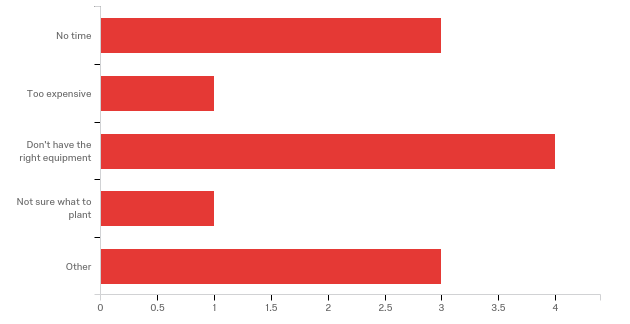 No time
Too expensive
Don't have the
right equipment
Not sure what to
plant
Other
0 0.5 1 1.5 2 2.5 3 3.5 4